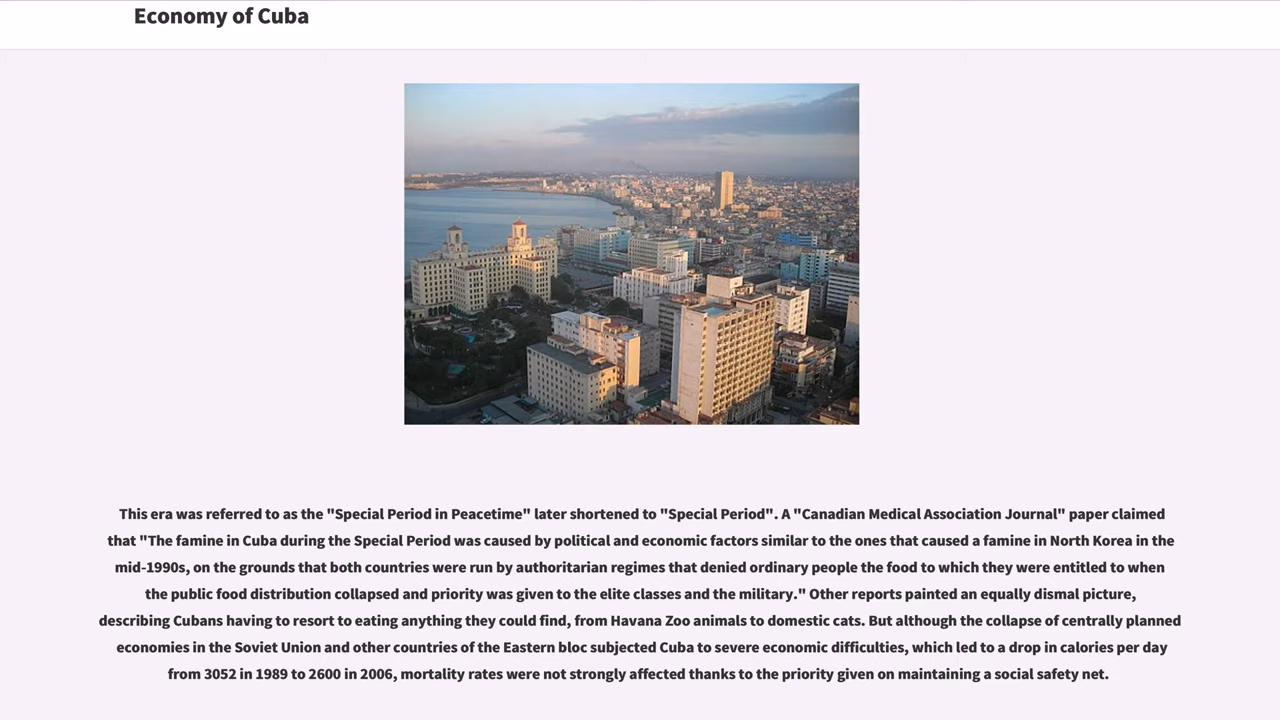 Economy of Cuba
This era was referred to as the "Special Period in Peacetime" later shortened to "Special Period". A "Canadian Medical Association Journal" paper claimed
that "The famine in Cuba during the Special Period was caused by political and economic factors similar to the ones that caused a famine in North Korea in the
mid-1990s, on the grounds that both countries were run by authoritarian regimes that denied ordinary people the food to which they were entitled to when
the public food distribution collapsed and priority was given to the elite classes and the military." Other reports painted an equally dismal picture,
describing Cubans having to resort to eating anything they could find, from Havana Zoo animals to domestic cats. But although the collapse of centrally planned
economies in the Soviet Union and other countries of the Eastern bloc subjected Cuba to severe economic difficulties, which led to a drop in calories per day
from 3052 in 1989 to 2600 in 2006, mortality rates were not strongly affected thanks to the priority given on maintaining a social safety net.